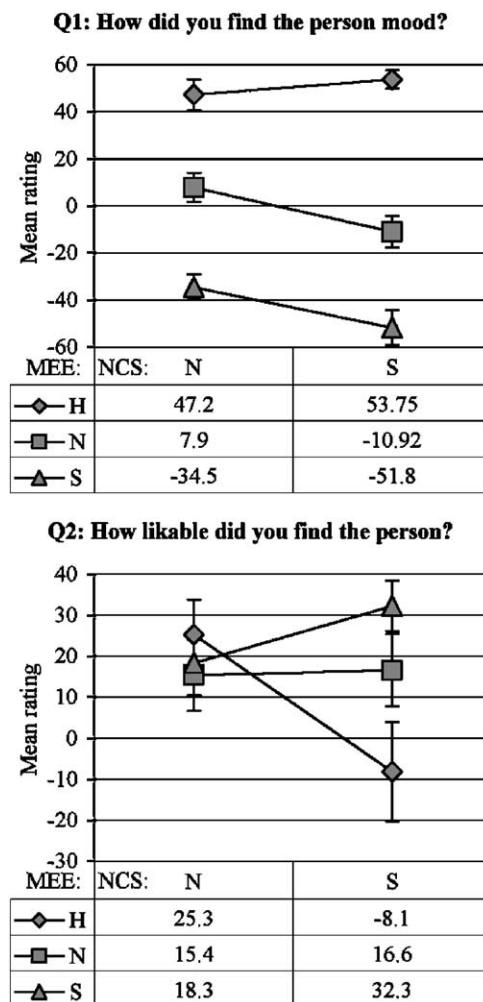 Q1: How did you find the person mood?
60
40
20
0
-20
-40
-60
Mean rating
MEE: NCS: N S
H 47.2 53.75
N 7.9 -10.92
S -34.5 -51.8
Q2: How likable did you find the person?
40
30
20
10
0
-10
-20
-30
Mean rating
MEE: NCS: N S
H 25.3 -8.1
N 15.4 16.6
S 18.3 32.3